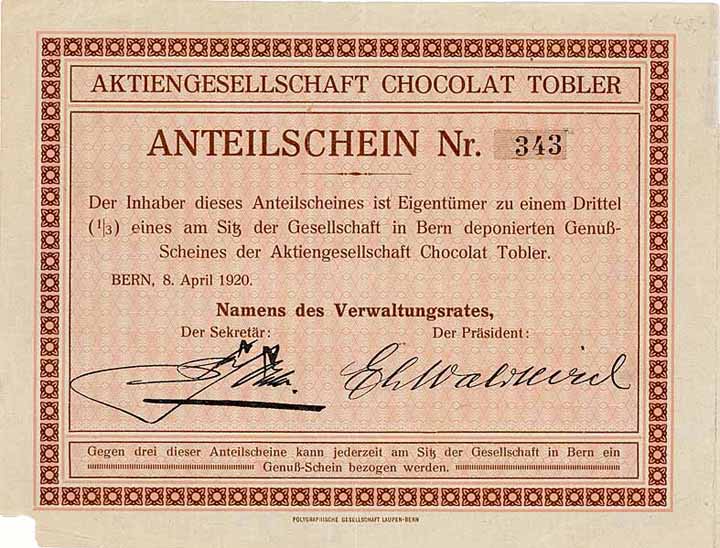 AKTIENGESELLSCHAFT CHOCOLAT TOBLER
ANTEILSCHEIN Nr. 343
Der Inhaber dieses Anteilscheines ist Eigentümer zu einem Drittel
(1/3) eines am Sitz der Gesellschaft in Bern deponierten Genuß-
Scheines der Aktiengesellschaft Chocolat Tobler.
BERN, 8. April 1920.
Namens des Verwaltungsrates,
Der Sekretär: Der Präsident:
Gegen drei dieser Anteilscheine kann jederzeit am Sitz der Gesellschaft in Bern ein
Genuß-Schein bezogen werden.
POLYGRAPHISCHE GESELLSCHAFT LAUPEN-BERN